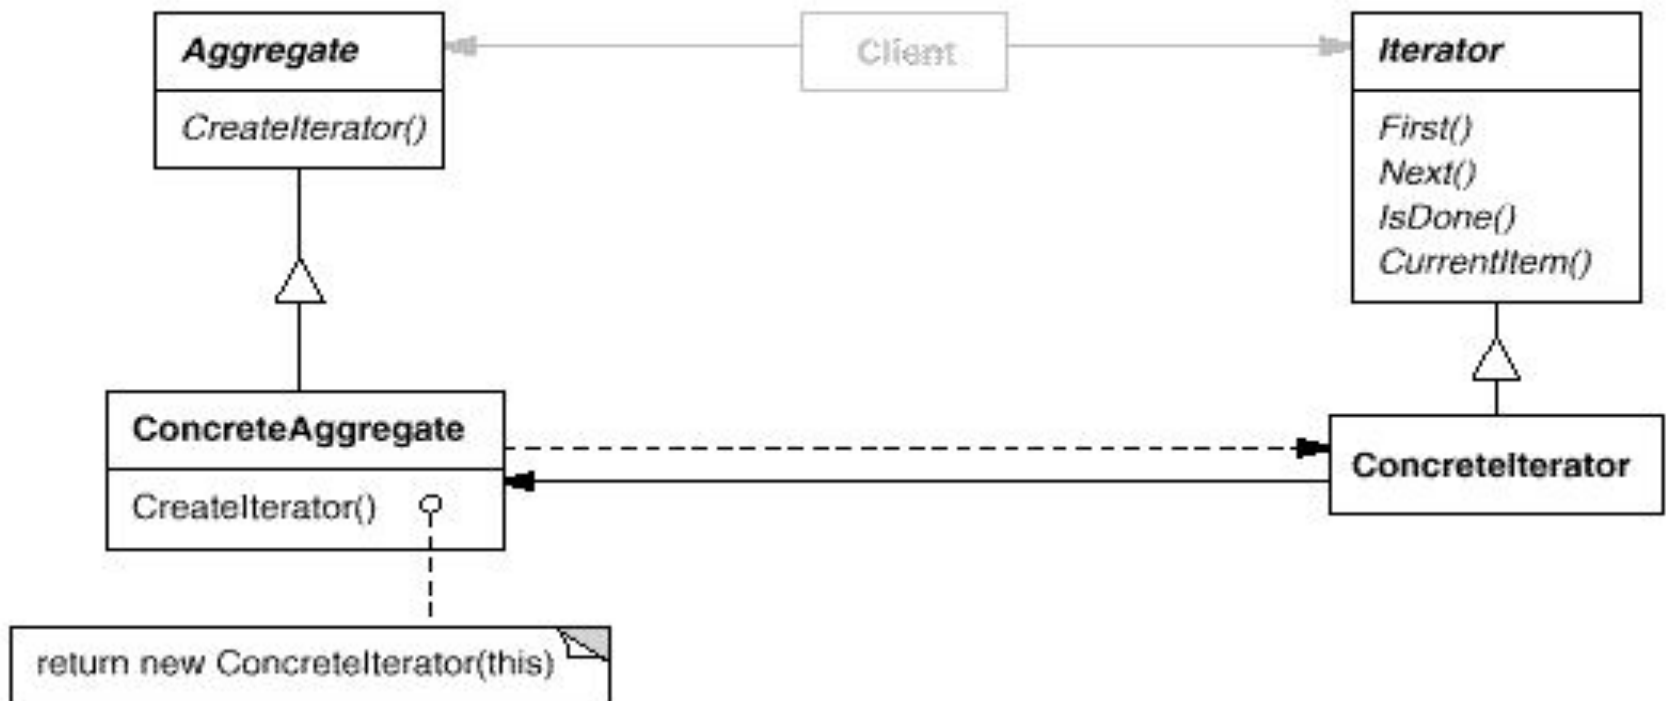 Aggregate
CreateIterator()
Client
Iterator
First()
Next()
IsDone()
CurrentItem()
ConcreteAggregate
CreateIterator()
ConcreteIterator
return new ConcreteIterator(this)